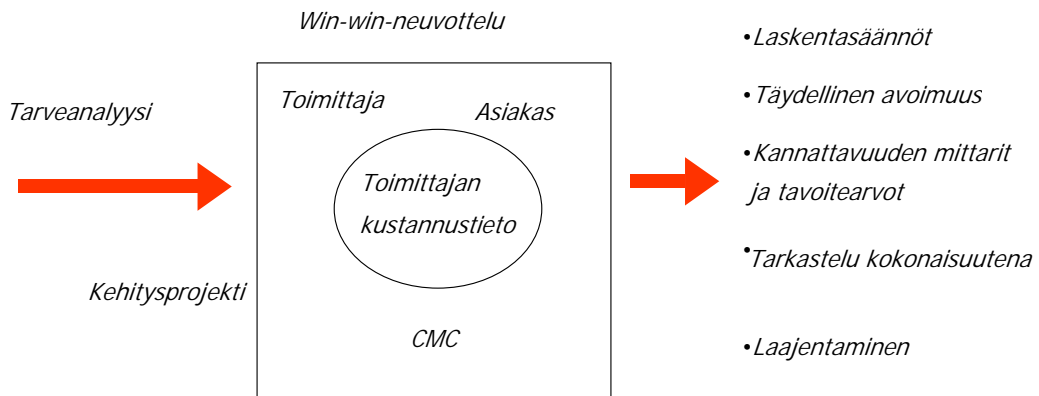 Win-win-neuvottelu
Tarveanalyysi
Toimittaja
Asiakas
Toimittajan
kustannustieto
Kehitysprojekti
CMC
•Laskentasäännöt
•Täydellinen avoimuus
•Kannattavuuden mittarit
ja tavoitearvot
•Tarkastelu kokonaisuutena
•Laajentaminen